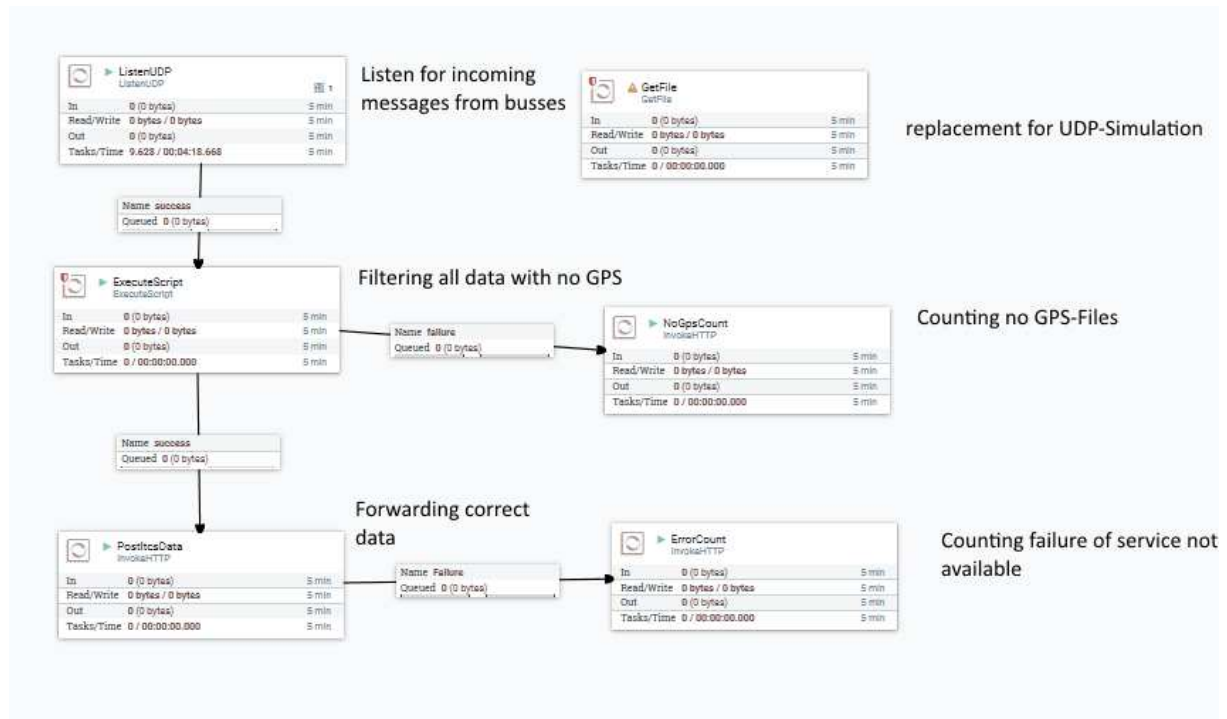 ListenUDP
ListenUDP
1
In 0 (0 bytes) 5 min
Read/Write 0 bytes / 0 bytes 5 min
Out 0 (0 bytes) 5 min
Tasks/Time 9.628 / 00:04:18.668 5 min
Listen for incoming
messages from busses
GetFile
GetFile
In 0 (0 bytes) 5 min
Read/Write 0 bytes / 0 bytes 5 min
Out 0 (0 bytes) 5 min
Tasks/Time 0 / 00:00:00.000 5 min
replacement for UDP-Simulation
Name success
Queued 0 (0 bytes)
ExecuteScript
ExecuteScript
In 0 (0 bytes) 5 min
Read/Write 0 bytes / 0 bytes 5 min
Out 0 (0 bytes) 5 min
Tasks/Time 0 / 00:00:00.000 5 min
Filtering all data with no GPS
Name failure
Queued 0 (0 bytes)
NoGpsCount
InvokeHTTP
In 0 (0 bytes) 5 min
Read/Write 0 bytes / 0 bytes 5 min
Out 0 (0 bytes) 5 min
Tasks/Time 0 / 00:00:00.000 5 min
Counting no GPS-Files
Name success
Queued 0 (0 bytes)
PostItcsData
InvokeHTTP
In 0 (0 bytes) 5 min
Read/Write 0 bytes / 0 bytes 5 min
Out 0 (0 bytes) 5 min
Tasks/Time 0 / 00:00:00.000 5 min
Forwarding correct
data
Name Failure
Queued 0 (0 bytes)
ErrorCount
InvokeHTTP
In 0 (0 bytes) 5 min
Read/Write 0 bytes / 0 bytes 5 min
Out 0 (0 bytes) 5 min
Tasks/Time 0 / 00:00:00.000 5 min
Counting failure of service not
available